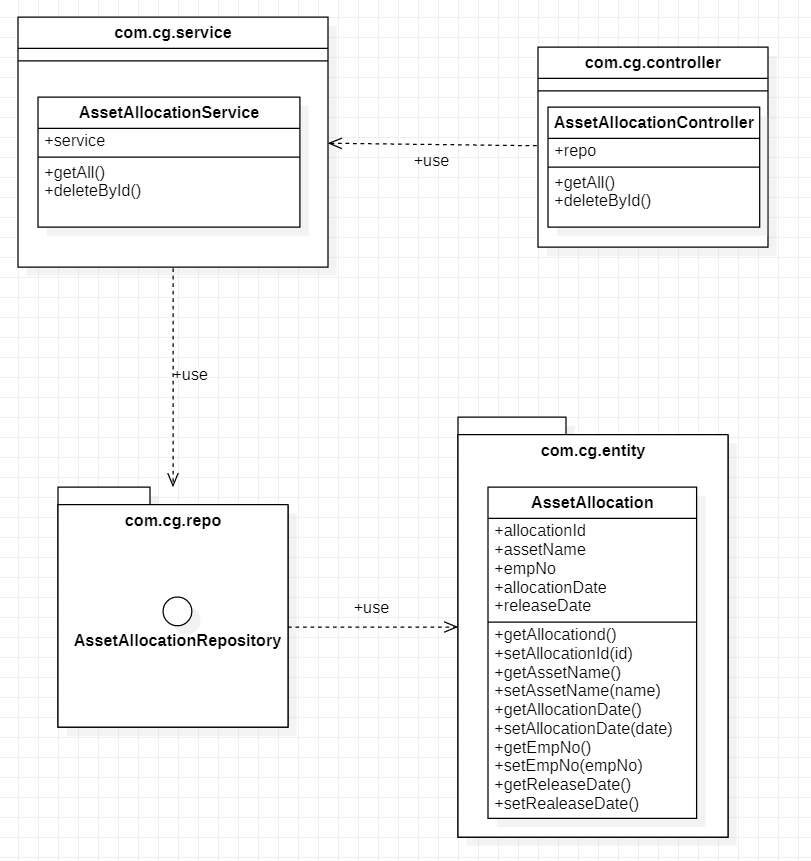 com.cg.service
AssetAllocationService
+service
+getAll()
+deleteById()
com.cg.controller
AssetAllocationController
+repo
+getAll()
+deleteById()
+use
+use
com.cg.repo
AssetAllocationRepository
+use
com.cg.entity
AssetAllocation
+allocationId
+assetName
+empNo
+allocationDate
+releaseDate
+getAllocationd()
+setAllocationId(id)
+getAssetName()
+setAssetName(name)
+getAllocationDate()
+setAllocationDate(date)
+getEmpNo()
+setEmpNo(empNo)
+getReleaseDate()
+setRealeaseDate()